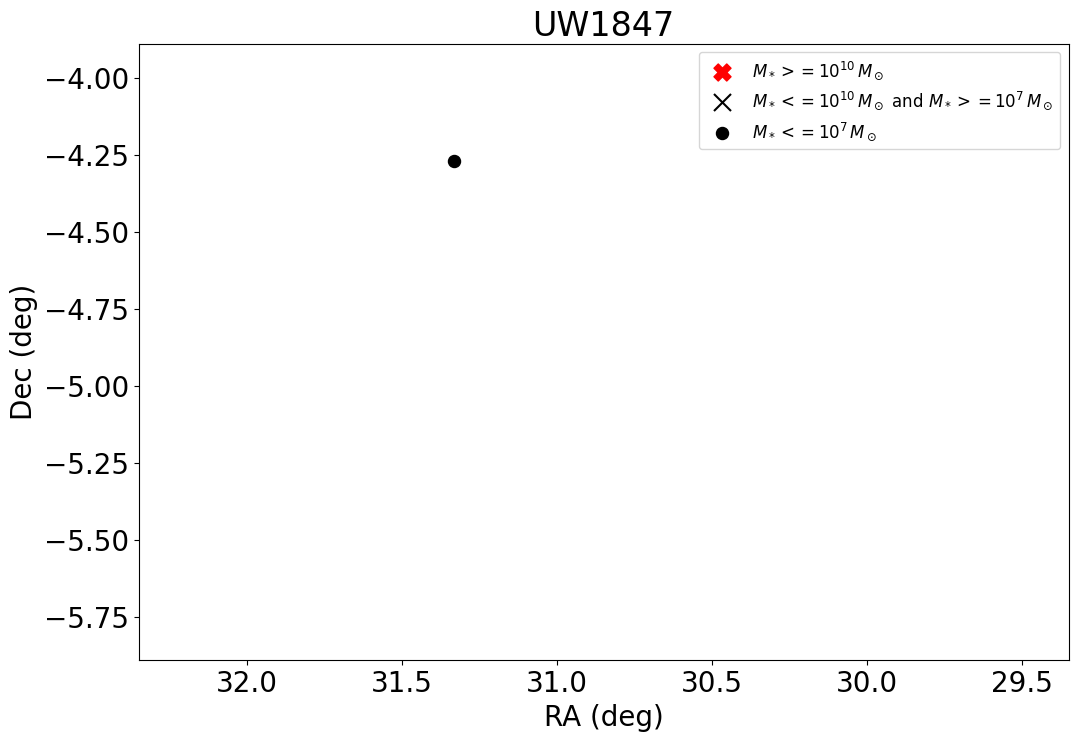 UW1847
−4.00
−4.25
−4.50
−4.75
−5.00
−5.25
−5.50
−5.75
Dec (deg)
M* >= 10^10 M⊙
M* <= 10^10 M⊙ and M* >= 10^7 M⊙
M* <= 10^7 M⊙
32.0 31.5 31.0 30.5 30.0 29.5
RA (deg)